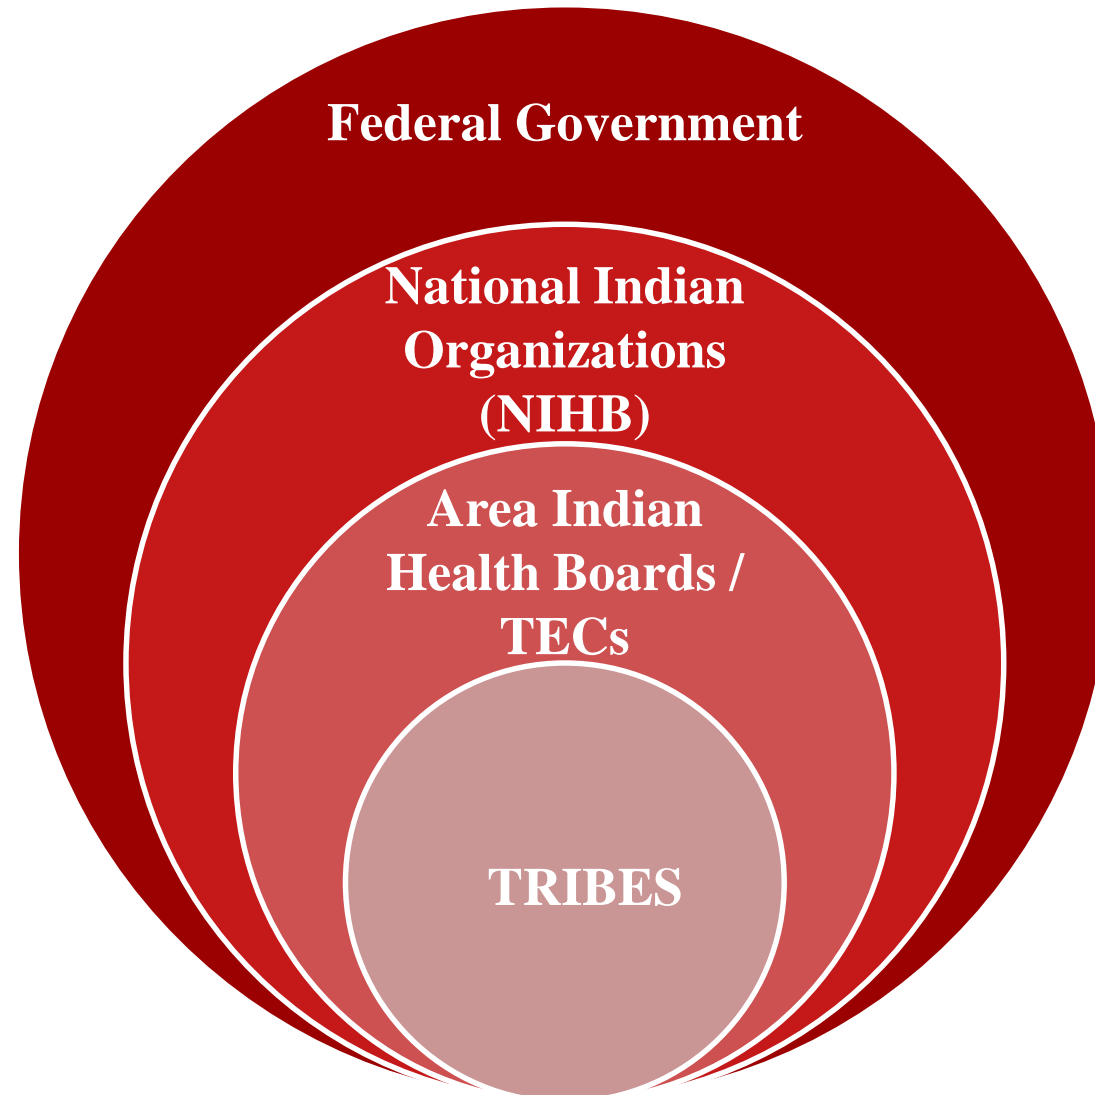 Federal Government
National Indian
Organizations
(NIHB)
Area Indian
Health Boards /
TECs
TRIBES